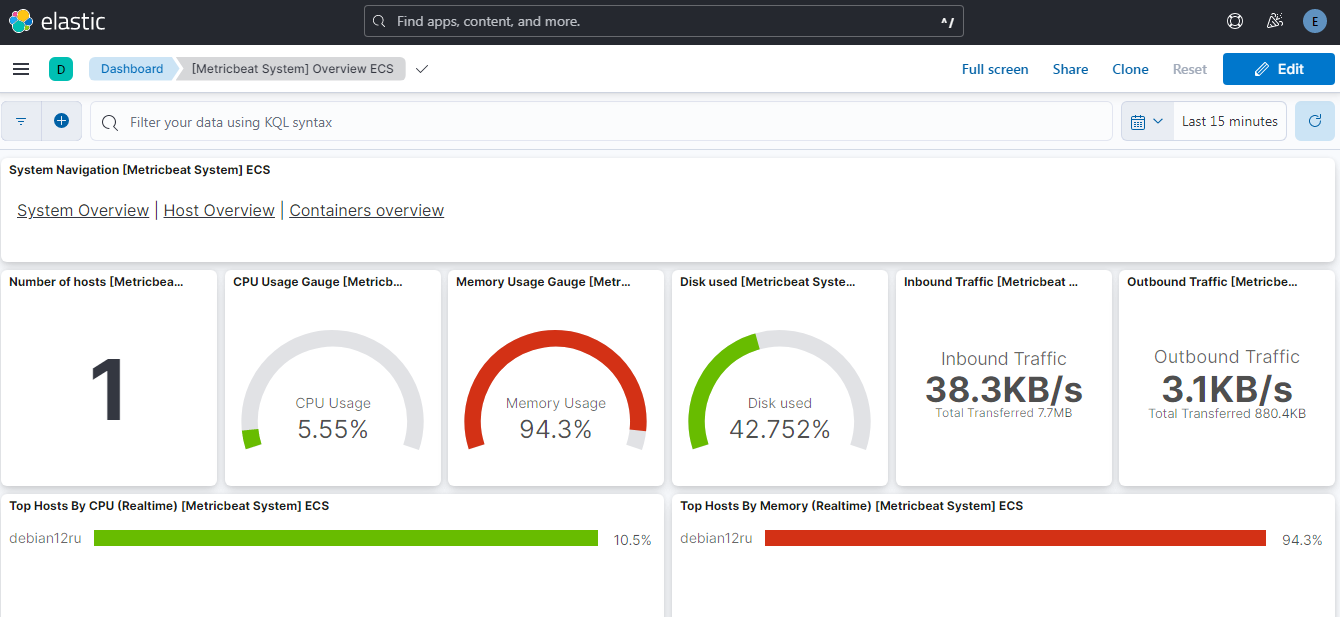 elastic
Find apps, content, and more.
^/
E
D
Dashboard
[Metricbeat System] Overview ECS
Full screen
Share
Clone
Reset
Edit
Filter your data using KQL syntax
Last 15 minutes
System Navigation [Metricbeat System] ECS
System Overview | Host Overview | Containers overview
Number of hosts [Metricbea...
1
CPU Usage Gauge [Metricb...
CPU Usage
5.55%
Memory Usage Gauge [Metr...
Memory Usage
94.3%
Disk used [Metricbeat Syste...
Disk used
42.752%
Inbound Traffic [Metricbeat ...
Inbound Traffic
38.3KB/s
Total Transferred 7.7MB
Outbound Traffic [Metricbe...
Outbound Traffic
3.1KB/s
Total Transferred 880.4KB
Top Hosts By CPU (Realtime) [Metricbeat System] ECS
debian12ru 10.5%
Top Hosts By Memory (Realtime) [Metricbeat System] ECS
debian12ru 94.3%